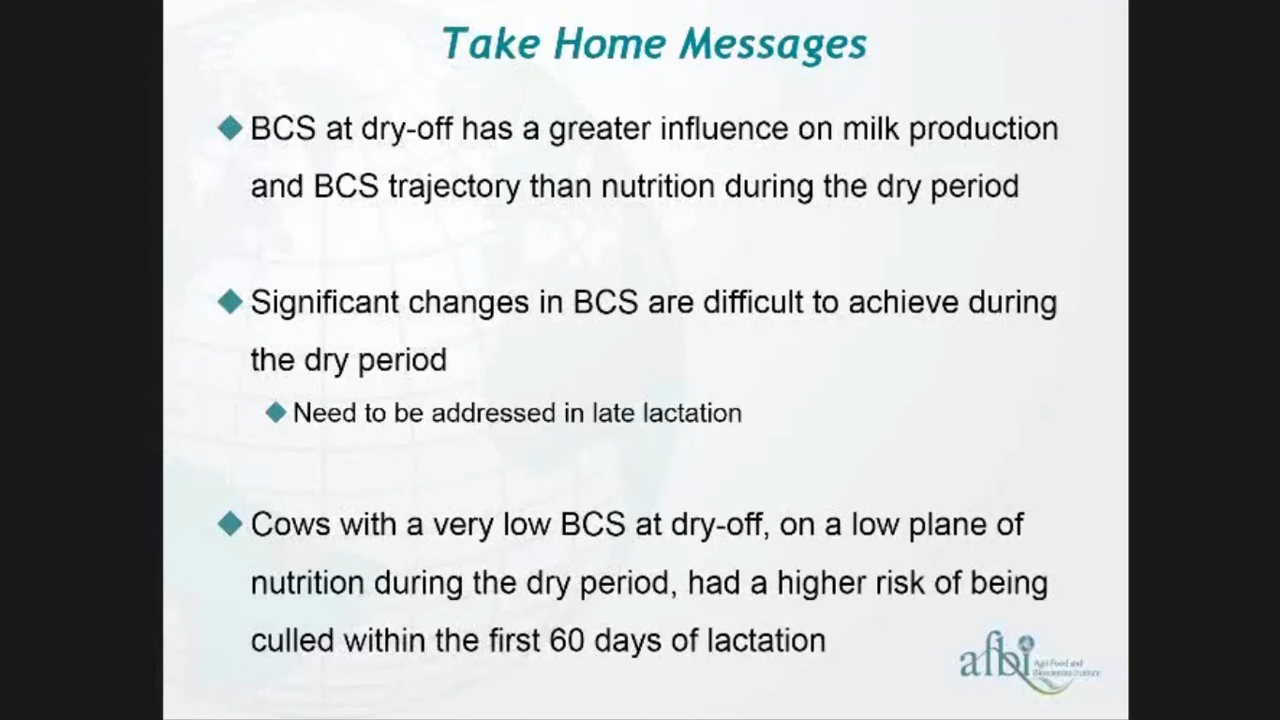 Take Home Messages
BCS at dry-off has a greater influence on milk production
and BCS trajectory than nutrition during the dry period
Significant changes in BCS are difficult to achieve during
the dry period
Need to be addressed in late lactation
Cows with a very low BCS at dry-off, on a low plane of
nutrition during the dry period, had a higher risk of being
culled within the first 60 days of lactation
afbi
Agri-Food and
Biosciences Institute